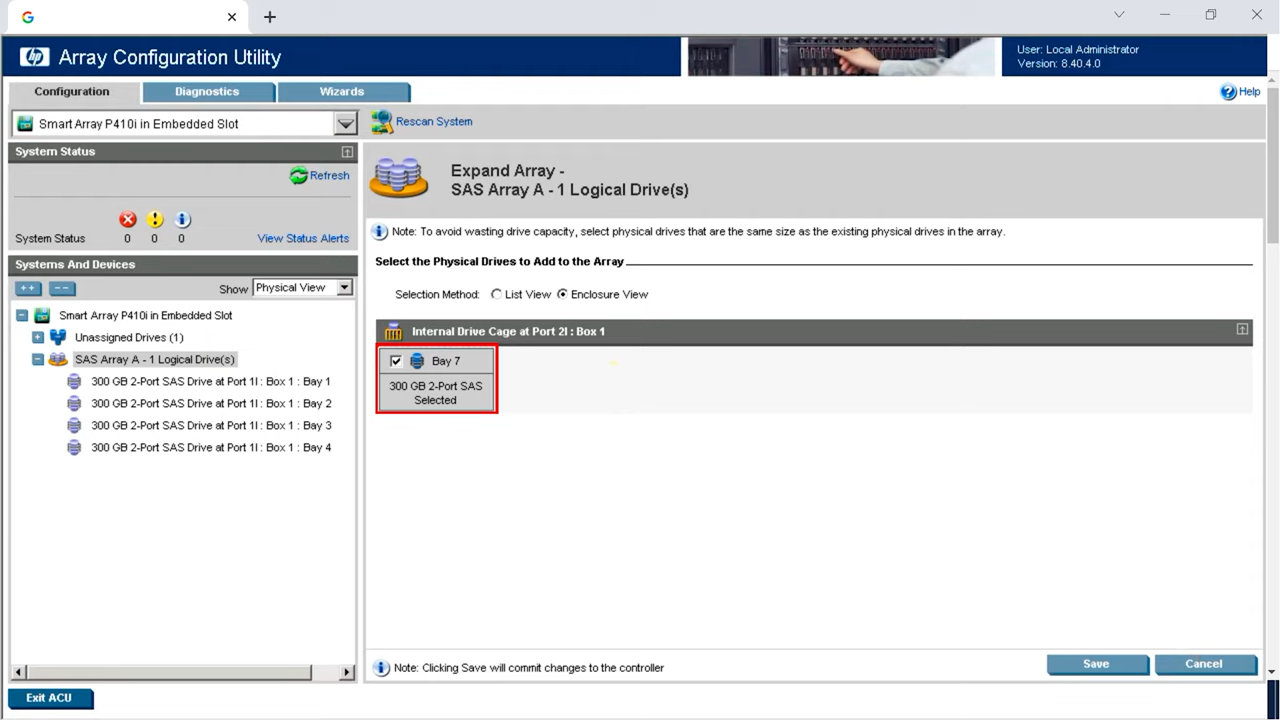 hp Array Configuration Utility
User: Local Administrator
Version: 8.40.4.0
Configuration
Diagnostics
Wizards
Help
Smart Array P410i in Embedded Slot
Rescan System
System Status
Refresh
System Status 0 0 0 View Status Alerts
Systems And Devices
++ -- Show Physical View
Smart Array P410i in Embedded Slot
Unassigned Drives (1)
SAS Array A - 1 Logical Drive(s)
300 GB 2-Port SAS Drive at Port 1I : Box 1 : Bay 1
300 GB 2-Port SAS Drive at Port 1I : Box 1 : Bay 2
300 GB 2-Port SAS Drive at Port 1I : Box 1 : Bay 3
300 GB 2-Port SAS Drive at Port 1I : Box 1 : Bay 4
Expand Array -
SAS Array A - 1 Logical Drive(s)
Note: To avoid wasting drive capacity, select physical drives that are the same size as the existing physical drives in the array.
Select the Physical Drives to Add to the Array
Selection Method: List View Enclosure View
Internal Drive Cage at Port 2I : Box 1
Bay 7
300 GB 2-Port SAS
Selected
Note: Clicking Save will commit changes to the controller
Save
Cancel
Exit ACU